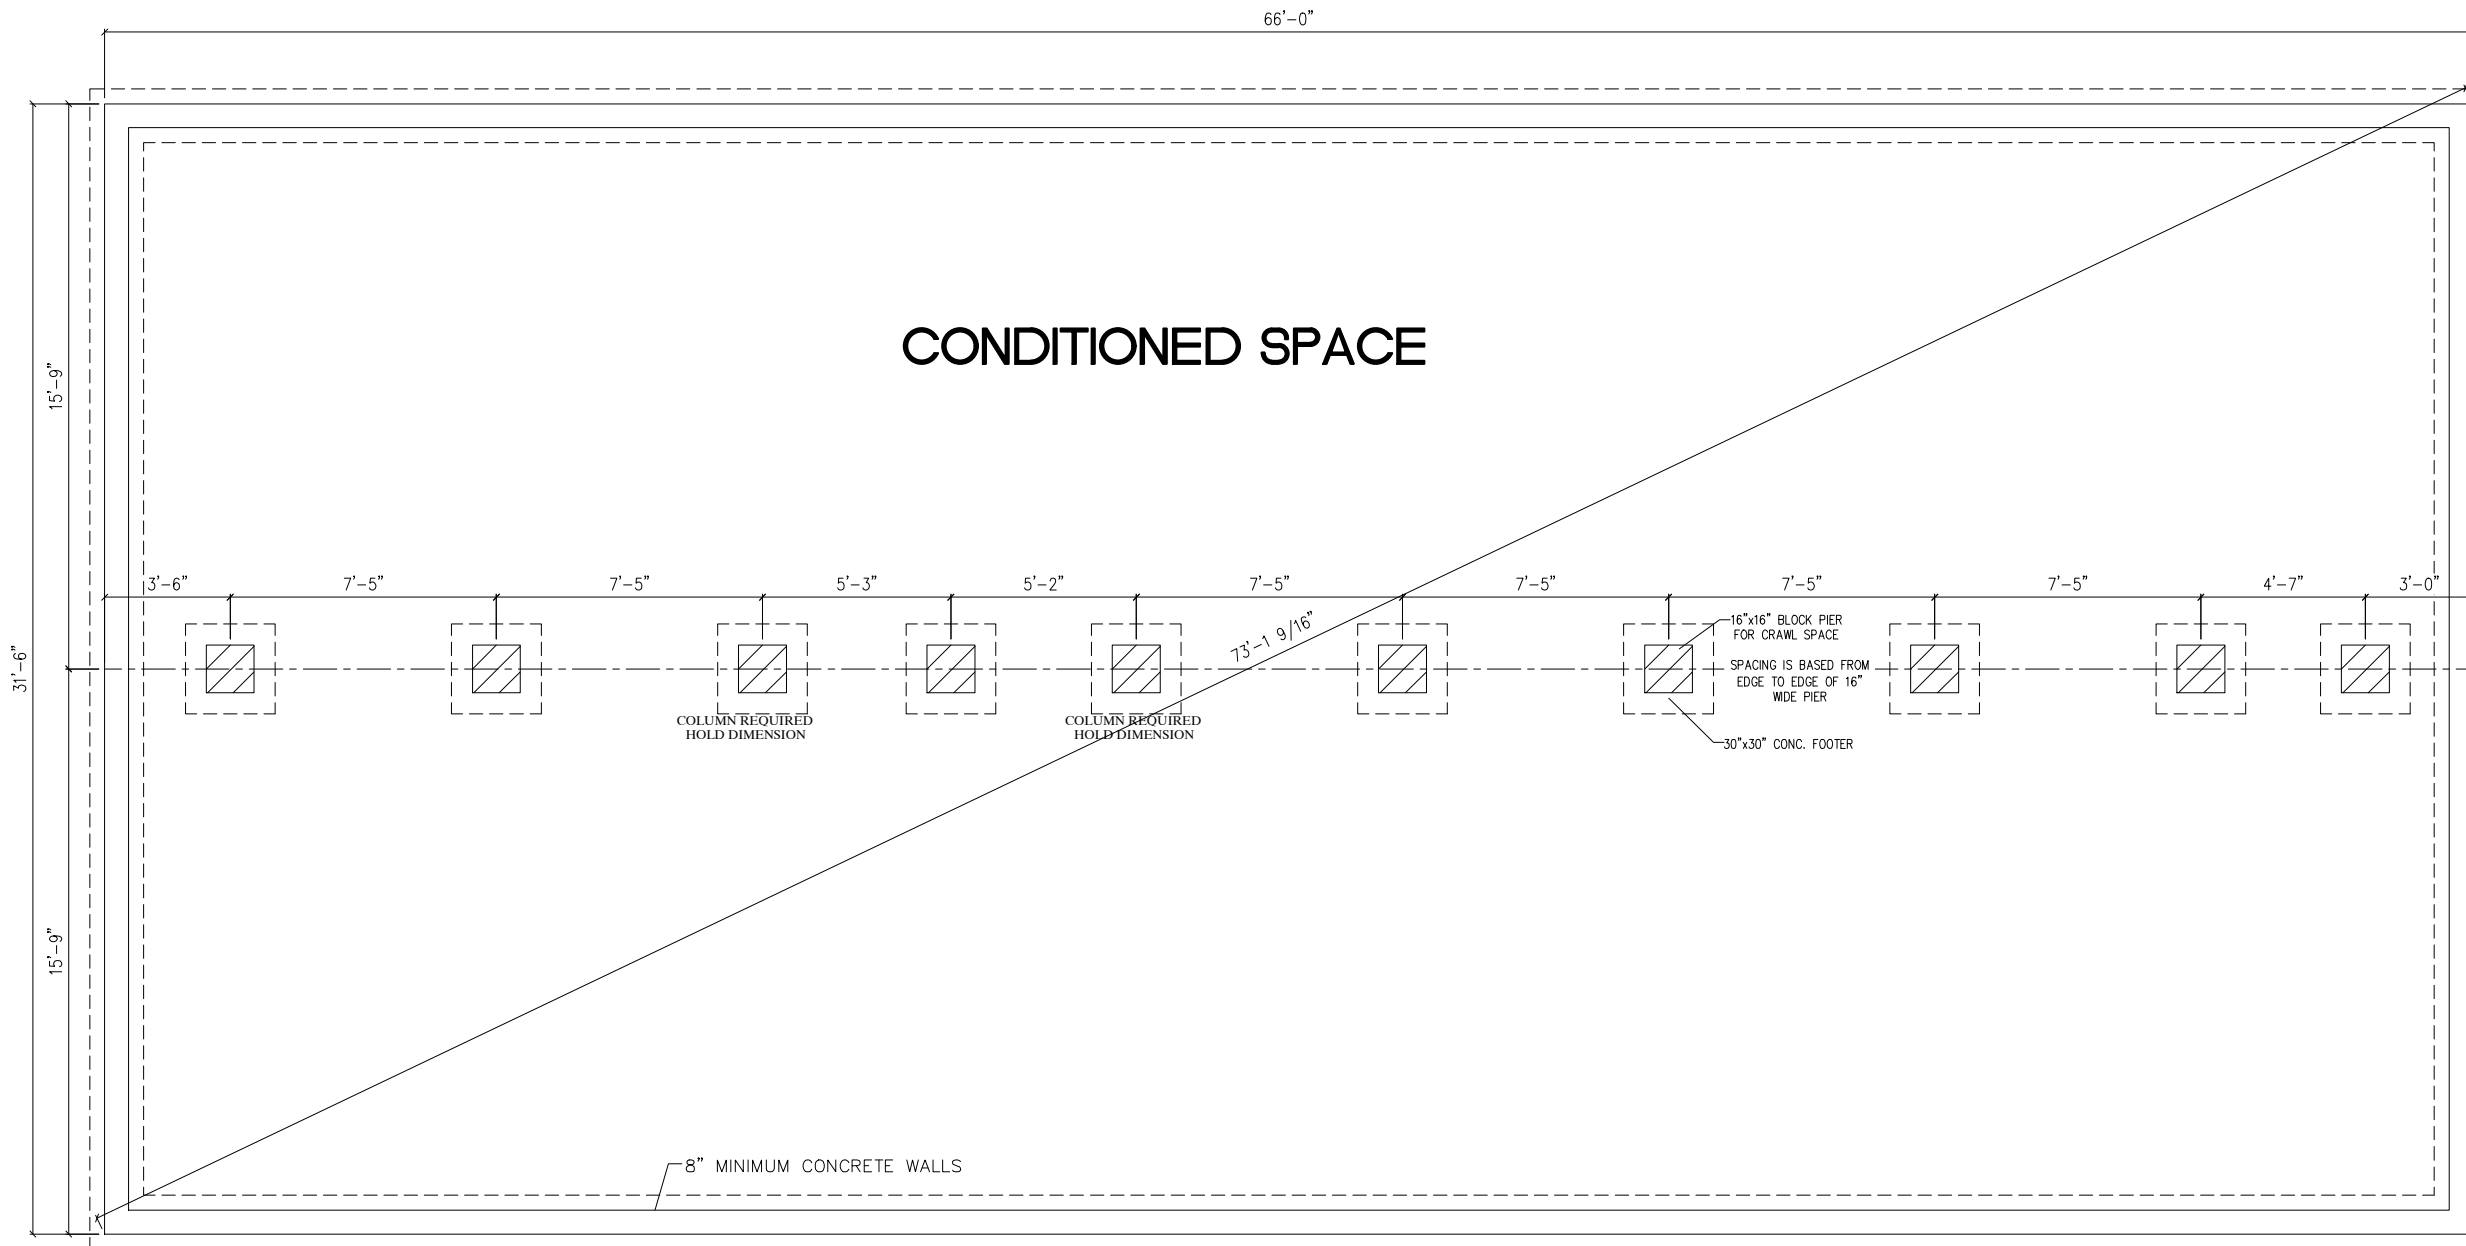 66'-0"
CONDITIONED SPACE
15'-9"
3'-6"
7'-5"
7'-5"
5'-3"
5'-2"
7'-5"
7'-5"
7'-5"
7'-5"
4'-7"
3'-0"
31'-6"
73'-1 9/16"
16"x16" BLOCK PIER
FOR CRAWL SPACE
SPACING IS BASED FROM
EDGE TO EDGE OF 16"
WIDE PIER
COLUMN REQUIRED
HOLD DIMENSION
COLUMN REQUIRED
HOLD DIMENSION
30"x30" CONC. FOOTER
15'-9"
8" MINIMUM CONCRETE WALLS